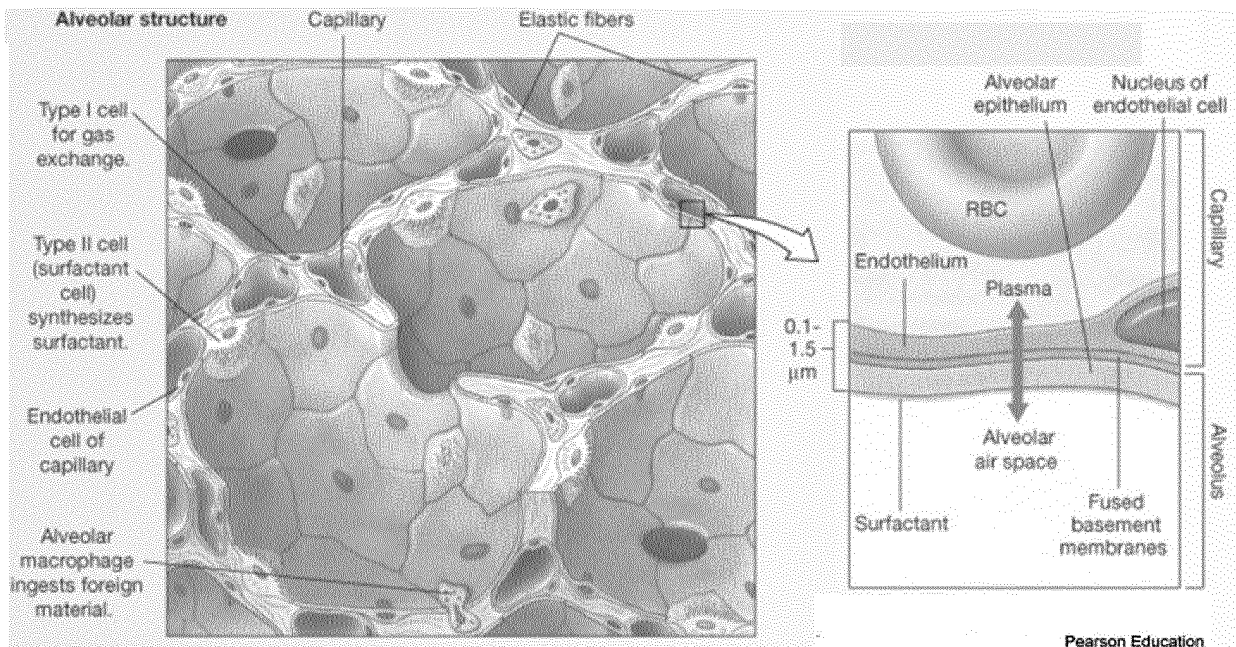 Alveolar structure
Capillary
Elastic fibers
Type I cell
for gas
exchange.
Type II cell
(surfactant
cell)
synthesizes
surfactant.
Endothelial
cell of
capillary
Alveolar
macrophage
ingests foreign
material.
Alveolar
epithelium
Nucleus of
endothelial cell
RBC
Endothelium
Plasma
0.1-
1.5
μm
Alveolar
air space
Surfactant
Fused
basement
membranes
Capillary
Alveolus
Pearson Education